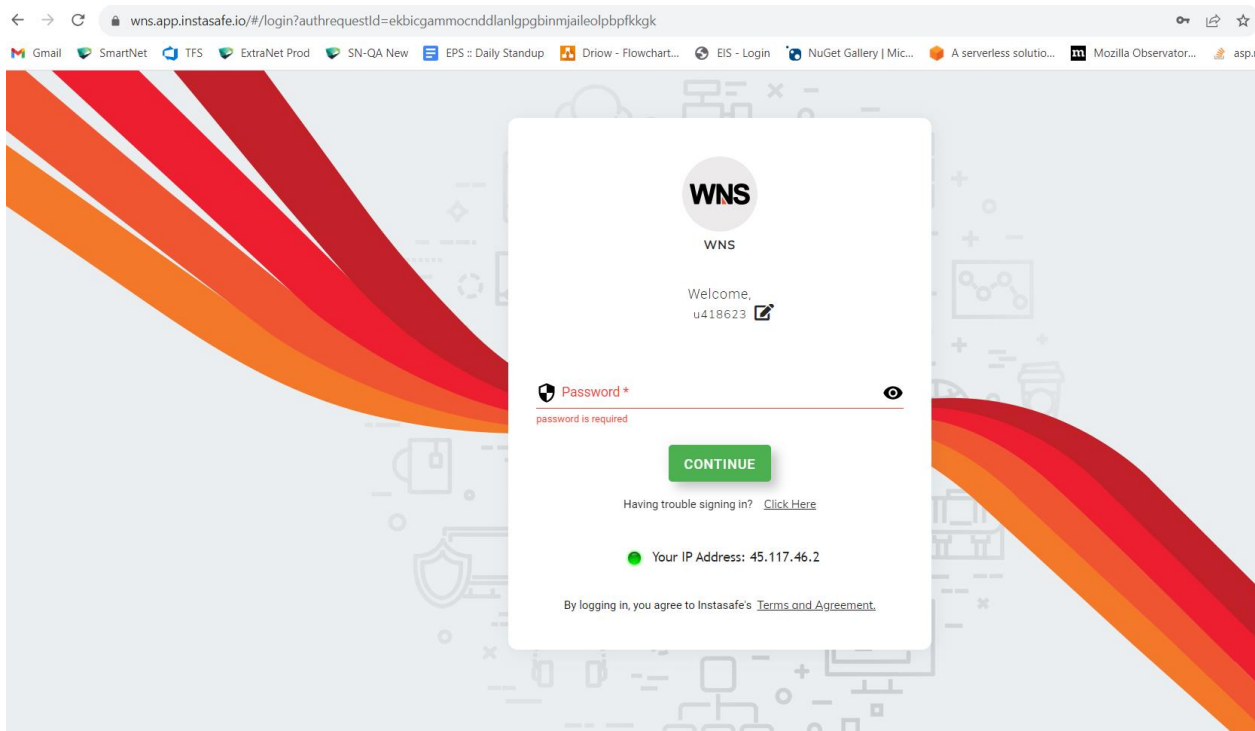 wns.app.instasafe.io/#/login?authrequestId=ekbicgammocnddlanlgpgbinmjaileolpbpfkkgk
Gmail SmartNet TFS ExtraNet Prod SN-QA New EPS :: Daily Standup Driow - Flowchart... EIS - Login NuGet Gallery | Mic... A serverless solutio... m Mozilla Observator... asp.n
WNS
WNS
Welcome,
u418623
Password *
password is required
CONTINUE
Having trouble signing in? Click Here
Your IP Address: 45.117.46.2
By logging in, you agree to Instasafe's Terms and Agreement.